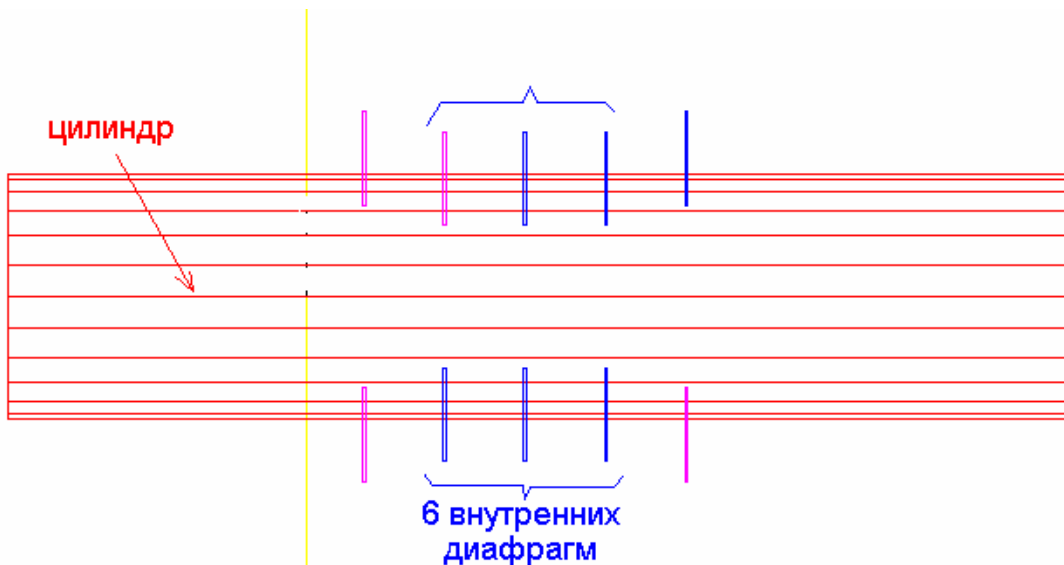 цилиндр
6 внутренних
диафрагм